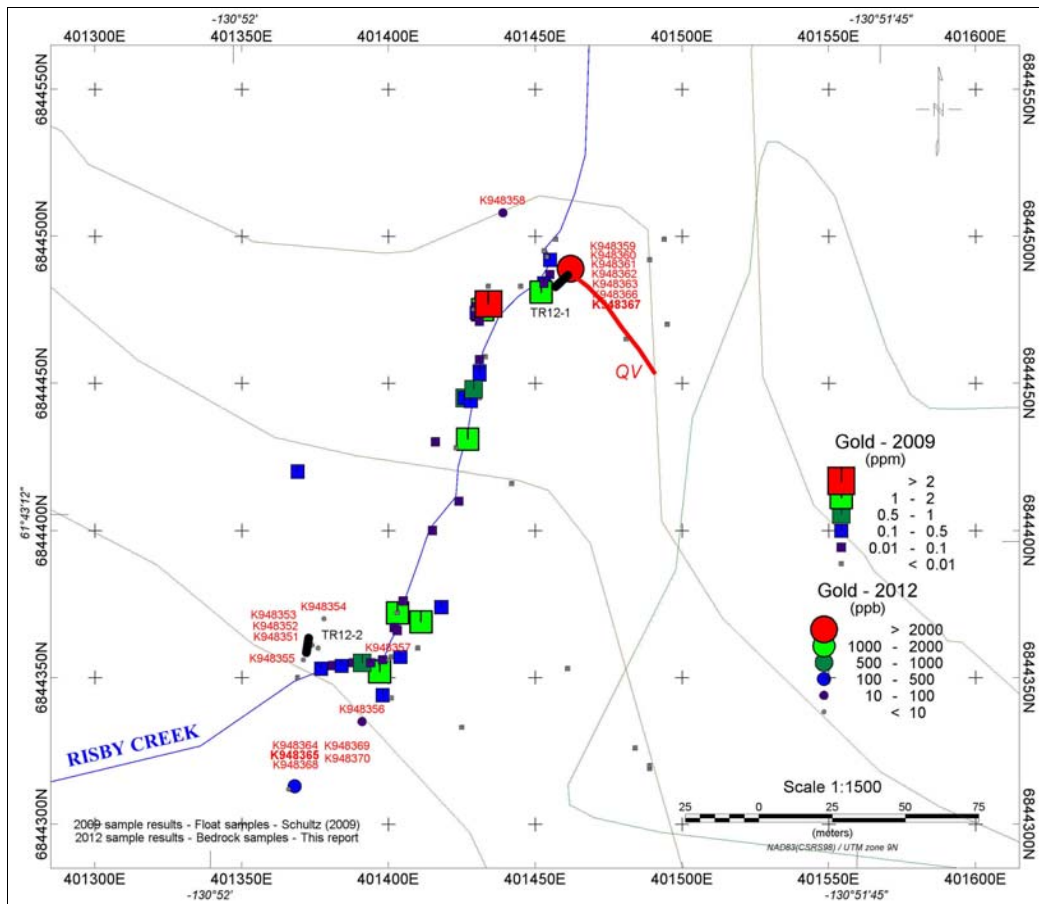 -130°52'
-130°51'45"
401300E
401350E
401400E
401450E
401500E
401550E
401600E
6844550N
6844550N
N
K948358
6844500N
6844500N
K948359
K948360
K948361
K948362
K948363
K948366
K948367
TR12-1
QV
6844450N
6844450N
Gold - 2009
(ppm)
> 2
1 - 2
0.5 - 1
0.1 - 0.5
0.01 - 0.1
< 0.01
61°43'12"
6844400N
6844400N
Gold - 2012
(ppb)
> 2000
1000 - 2000
500 - 1000
100 - 500
10 - 100
< 10
K948354
K948353
K948352
K948351
TR12-2
K948355
K948357
6844350N
6844350N
K948356
RISBY CREEK
K948364 K948369
K948365 K948370
K948368
Scale 1:1500
25 0 25 50 75
(meters)
NAD83(CSRS98) / UTM zone 9N
2009 sample results - Float samples - Schultz (2009)
2012 sample results - Bedrock samples - This report
6844300N
6844300N
401300E
401350E
401400E
401450E
401500E
401550E
401600E
-130°52'
-130°51'45"